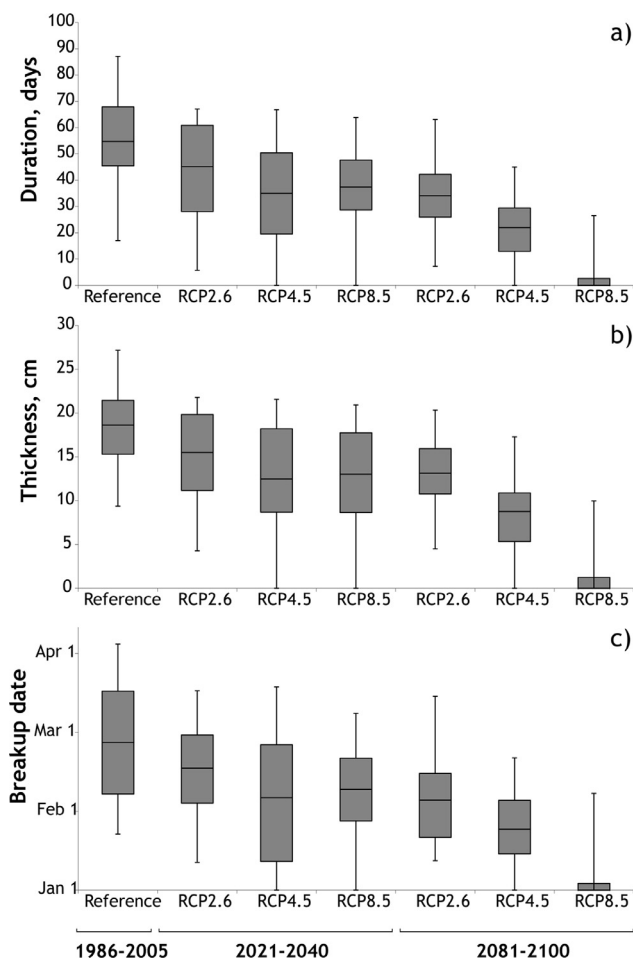 a)
Duration, days
100
90
80
70
60
50
40
30
20
10
0
Reference RCP2.6 RCP4.5 RCP8.5 RCP2.6 RCP4.5 RCP8.5
b)
Thickness, cm
30
25
20
15
10
5
0
Reference RCP2.6 RCP4.5 RCP8.5 RCP2.6 RCP4.5 RCP8.5
c)
Breakup date
Apr 1
Mar 1
Feb 1
Jan 1
Reference RCP2.6 RCP4.5 RCP8.5 RCP2.6 RCP4.5 RCP8.5
1986-2005 2021-2040 2081-2100